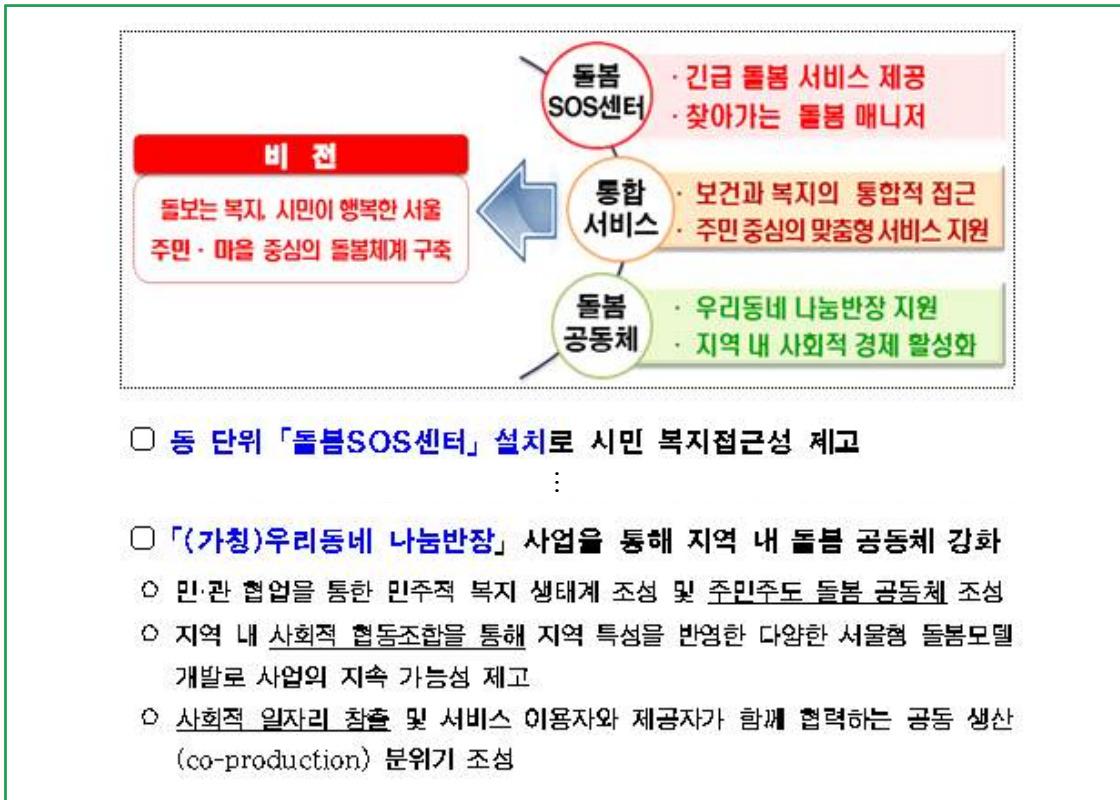 돌봄
SOS센터
· 긴급 돌봄 서비스 제공
· 찾아가는 돌봄 매니저
비 전
돌보는 복지, 시민이 행복한 서울
주민 · 마을 중심의 돌봄체계 구축
통합
서비스
· 보건과 복지의 통합적 접근
· 주민 중심의 맞춤형 서비스 지원
돌봄
공동체
· 우리동네 나눔반장 지원
· 지역 내 사회적 경제 활성화
○ 동 단위 「돌봄SOS센터」 설치로 시민 복지접근성 제고
⋮
○ 「(가칭)우리동네 나눔반장」 사업을 통해 지역 내 돌봄 공동체 강화
○ 민·관 협업을 통한 민주적 복지 생태계 조성 및 주민주도 돌봄 공동체 조성
○ 지역 내 사회적 협동조합을 통해 지역 특성을 반영한 다양한 서울형 돌봄모델
개발로 사업의 지속 가능성 제고
○ 사회적 일자리 창출 및 서비스 이용자와 제공자가 함께 협력하는 공동 생산
(co-production) 분위기 조성